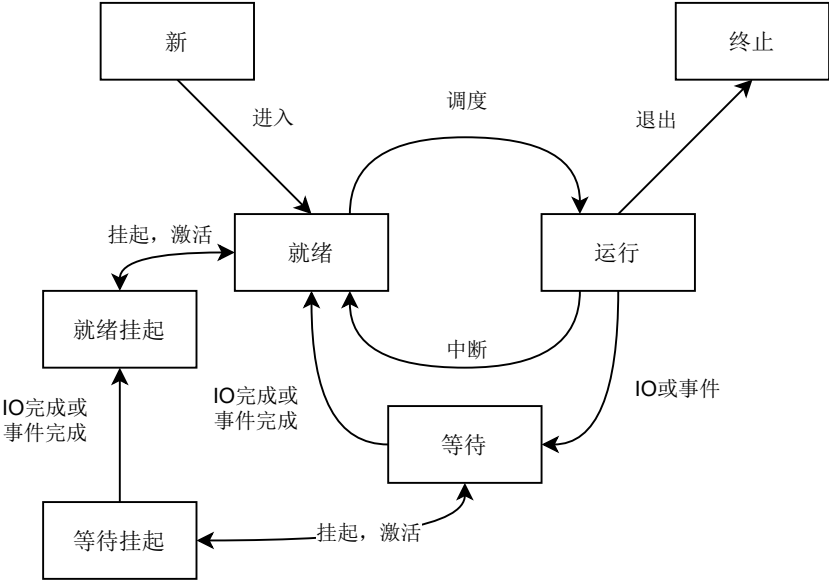 新
终止
进入
调度
退出
挂起，激活
就绪
运行
就绪挂起
中断
IO完成或
事件完成
IO完成或
事件完成
IO或事件
等待
等待挂起
挂起，激活